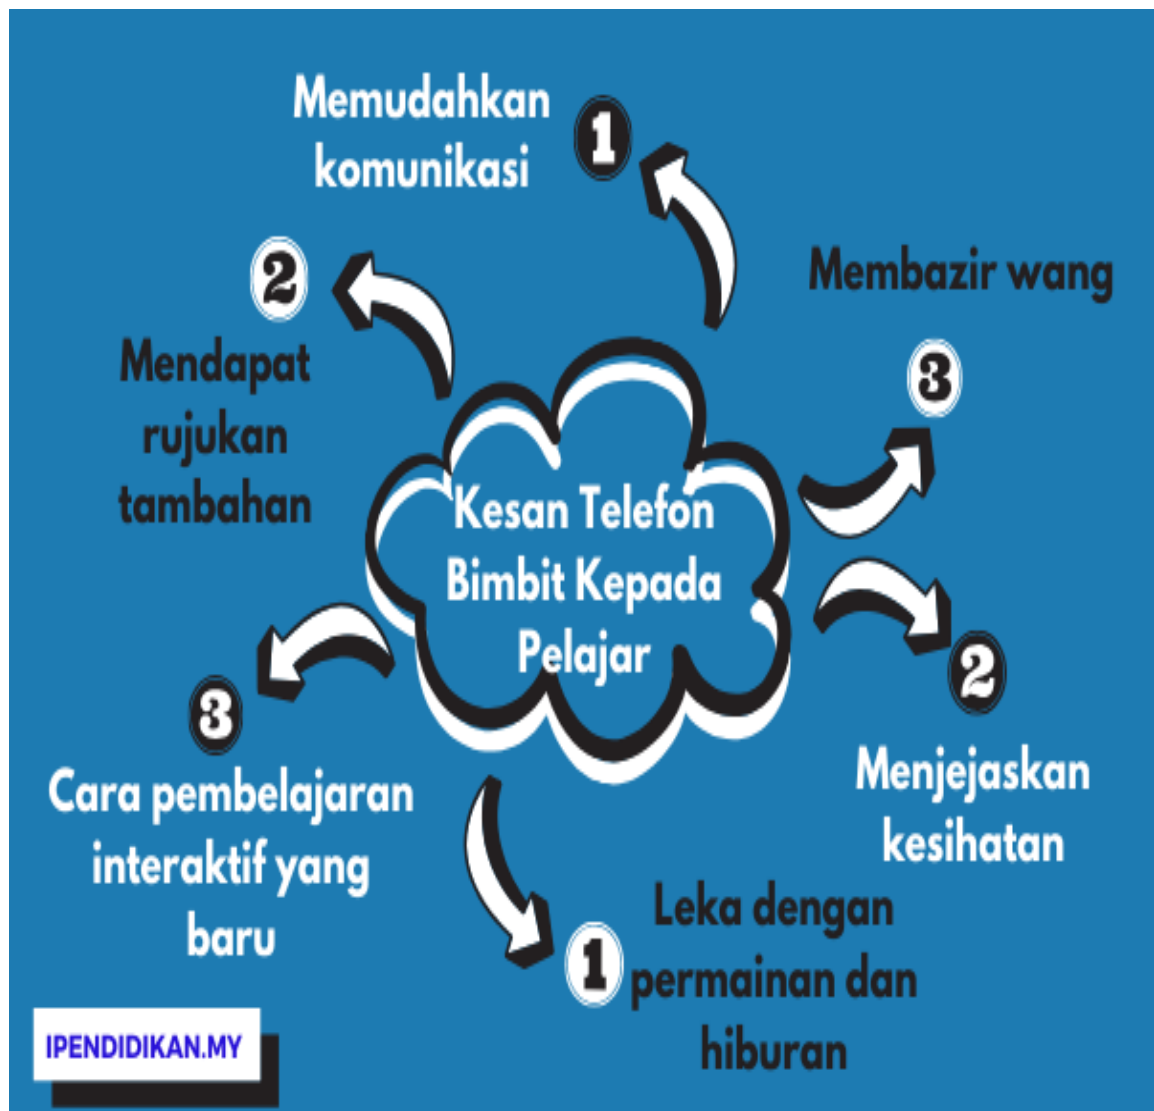 Memudahkan
komunikasi
1
2
Mendapat
rujukan
tambahan
3
Cara pembelajaran
interaktif yang
baru
Kesan Telefon
Bimbit Kepada
Pelajar
Membazir wang
3
2
Menjejaskan
kesihatan
1
Leka dengan
permainan dan
hiburan
IPENDIDIKAN.MY